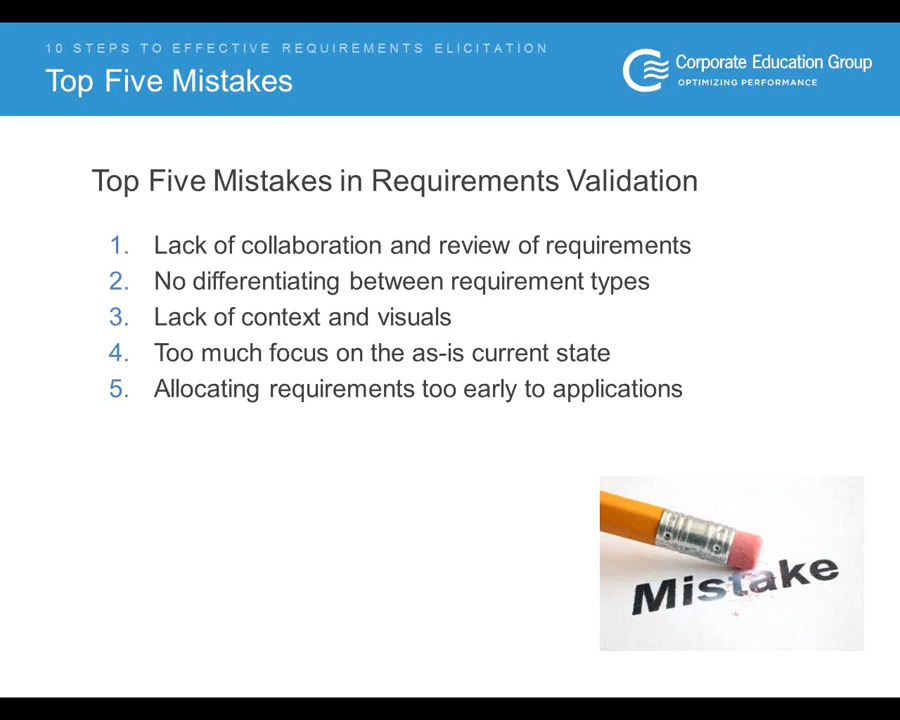 10 STEPS TO EFFECTIVE REQUIREMENTS ELICITATION
Top Five Mistakes
Corporate Education Group
OPTIMIZING PERFORMANCE
Top Five Mistakes in Requirements Validation
1. Lack of collaboration and review of requirements
2. No differentiating between requirement types
3. Lack of context and visuals
4. Too much focus on the as-is current state
5. Allocating requirements too early to applications
Mistake